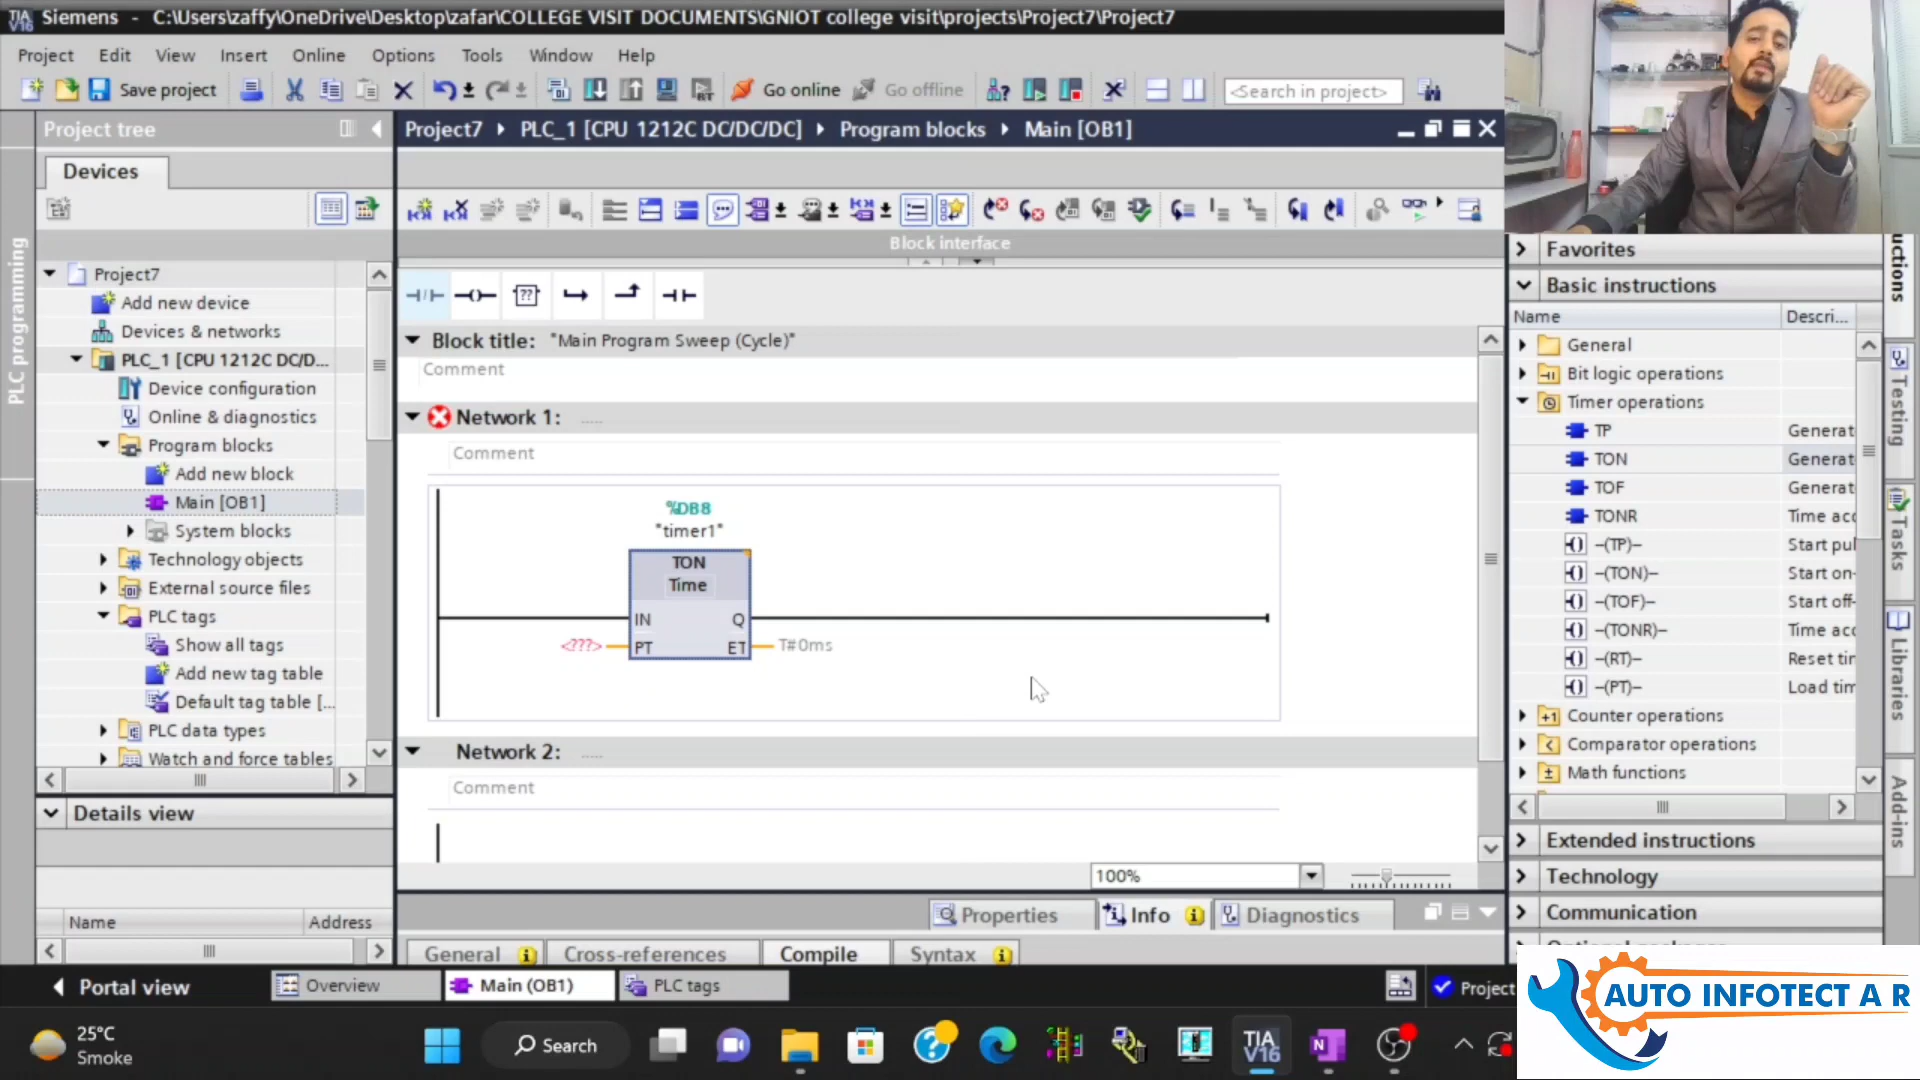 Siemens - C:\Users\zaffy\OneDrive\Desktop\zafar\COLLEGE VISIT DOCUMENTS\GNIOT college visit\projects\Project7\Project7
TIA V16
Project Edit View Insert Online Options Tools Window Help
Save project
Go online
Go offline
<Search in project>
Project tree
Project7 PLC_1 [CPU 1212C DC/DC/DC] Program blocks Main [OB1]
Devices
PLC programming
Block interface
Project7
Add new device
Devices & networks
PLC_1 [CPU 1212C DC/D...
Device configuration
Online & diagnostics
Program blocks
Add new block
Main [OB1]
System blocks
Technology objects
External source files
PLC tags
Show all tags
Add new tag table
Default tag table [...
PLC data types
Watch and force tables
Details view
Name Address
??
Block title: "Main Program Sweep (Cycle)"
Comment
Network 1: .....
Comment
%DB8
"timer1"
TON
Time
IN Q
<???> PT ET T#0ms
Network 2: .....
Comment
100%
Properties Info Diagnostics
General Cross-references Compile Syntax
Favorites
Basic instructions
Name Descri...
General
Bit logic operations
Timer operations
TP Generat
TON Generat
TOF Generat
TONR Time acc
-(TP)- Start pul
-(TON)- Start on-
-(TOF)- Start off-
-(TONR)- Time acc
-(RT)- Reset tir
-(PT)- Load tim
Counter operations
Comparator operations
Math functions
Extended instructions
Technology
Communication
uctions
Testing
Tasks
Libraries
Add-ins
Portal view
Overview
Main (OB1)
PLC tags
Project
25°C
Smoke
Search
TIA V16
N
AUTO INFOTECT A R